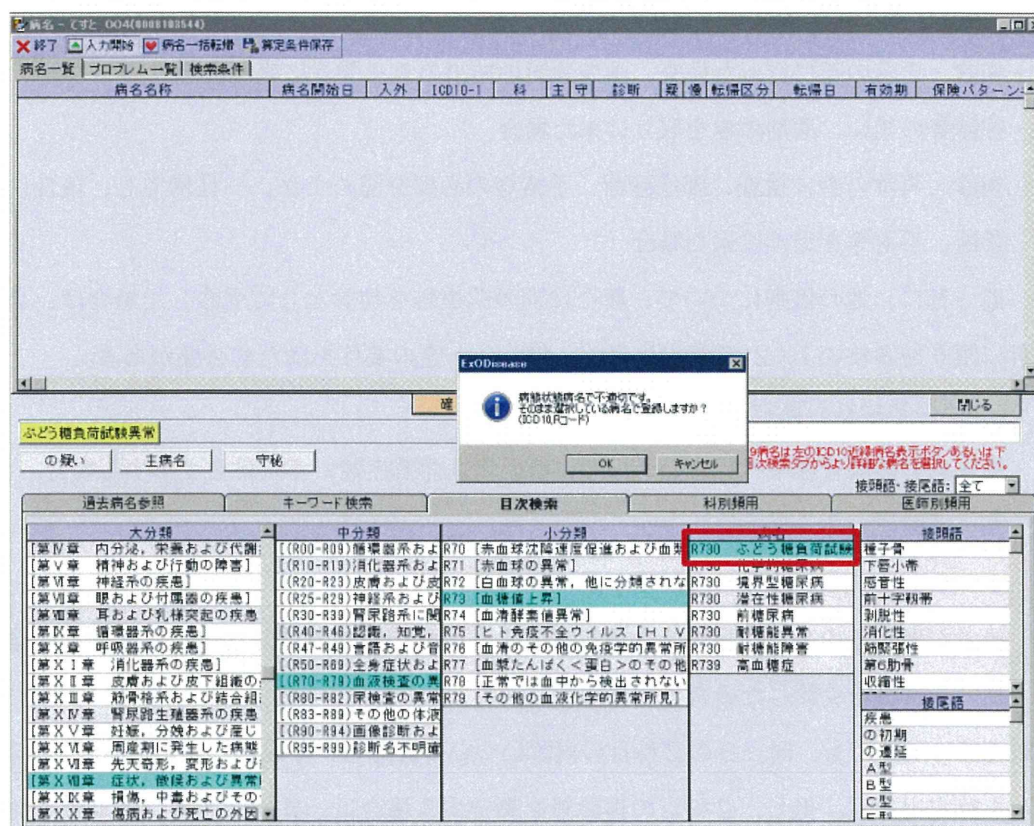 病名 - てすと 004(0000103544)
終了 入力開始 病名一括転帰 算定条件保存
病名一覧 プロブレム一覧 検索条件
病名名称 病名開始日 入外 ICD10-1 科 主 守 診断 疑 慢 転帰区分 転帰日 有効期 保険パターン
ExODisease
病態状態病名で不適切です。
そのまま選択している病名で登録しますか?
(ICD10,Rコード)
OK キャンセル
確 閉じる
ぶどう糖負荷試験異常
の疑い 主病名 守秘
9病名は左のICD10近縁病名表示ボタンあるいは下
目次検索タブからより詳細な病名を選択してください。
接頭語・接尾語: 全て
過去病名参照 キーワード検索 目次検索 科別頻用 医師別頻用
大分類 中分類 小分類 病名 接頭語
[第Ⅳ章 内分泌,栄養および代謝 [(R00-R09)循環器系およ R70 [赤血球沈降速度促進および血漿 R730 ぶどう糖負荷試験 種子骨
[第Ⅴ章 精神および行動の障害] [(R10-R19)消化器系およ R71 [赤血球の異常] R730 化学的糖尿病 下唇小帯
[第Ⅵ章 神経系の疾患] [(R20-R23)皮膚および皮 R72 [白血球の異常,他に分類されな R730 境界型糖尿病 感音性
[第Ⅶ章 眼および付属器の疾患] [(R25-R29)神経系および R73 [血糖値上昇] R730 潜在性糖尿病 前十字靱帯
[第Ⅷ章 耳および乳様突起の疾患 [(R30-R39)腎尿路系に関 R74 [血清酵素値異常] R730 前糖尿病 剥脱性
[第Ⅸ章 循環器系の疾患] [(R40-R46)認識,知覚, R75 [ヒト免疫不全ウイルス [HIV R730 耐糖能異常 消化性
[第Ⅹ章 呼吸器系の疾患] [(R47-R49)言語および音 R76 [血清のその他の免疫学的異常所 R730 耐糖能障害 筋緊張性
[第ⅩⅠ章 消化器系の疾患] [(R50-R69)全身症状およ R77 [血漿たんぱく<蛋白>のその他 R739 高血糖症 第6肋骨
[第ⅩⅡ章 皮膚および皮下組織の [(R70-R79)血液検査の異 R78 [正常では血中から検出されない 収縮性
[第ⅩⅢ章 筋骨格系および結合組 [(R80-R82)尿検査の異常 R79 [その他の血液化学的異常所見] 接尾語
[第ⅩⅣ章 腎尿路生殖器系の疾患 [(R83-R89)その他の体液 疾患
[第ⅩⅤ章 妊娠,分娩および産じ [(R90-R94)画像診断およ の初期
[第ⅩⅥ章 周産期に発生した病態 [(R95-R99)診断名不明確 の遷延
[第ⅩⅦ章 先天奇形,変形および A型
[第ⅩⅧ章 症状,徴候および異常 B型
[第ⅩⅨ章 損傷,中毒およびその C型
[第ⅩⅩ章 傷病および死亡の外因